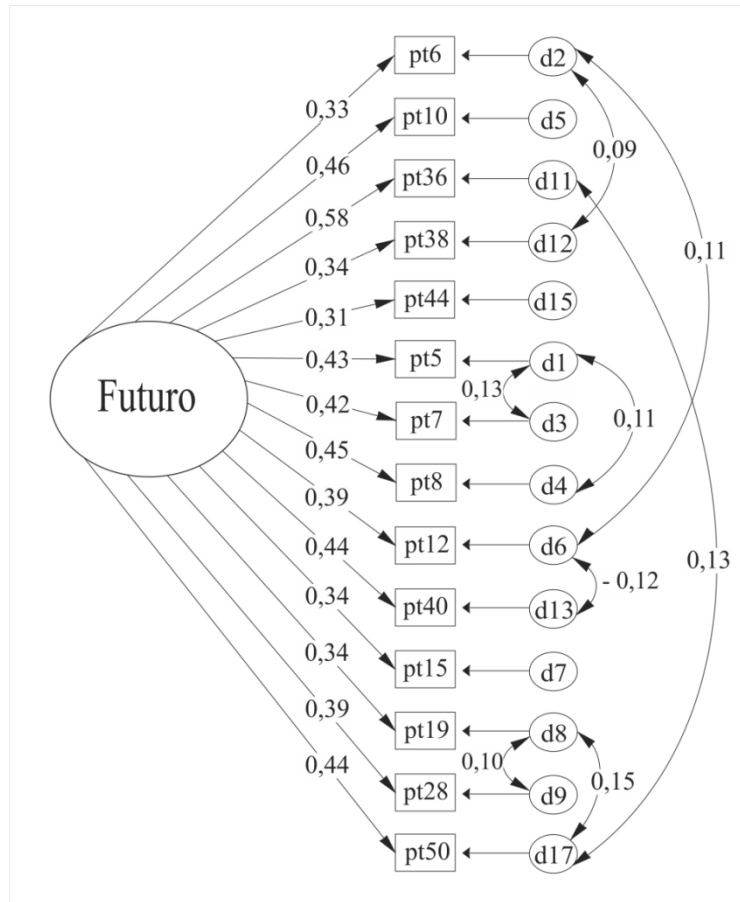 pt6 d2
0,33
pt10 d5
0,09
0,46
pt36 d11
0,58
pt38 d12
0,11
0,34
pt44 d15
0,31
pt5 d1
0,43
0,13
Futuro
0,42
pt7 d3
0,11
0,45
pt8 d4
0,39
pt12 d6
0,13
0,44
- 0,12
pt40 d13
0,34
pt15 d7
0,34
pt19 d8
0,39
0,10
0,15
pt28 d9
0,44
pt50 d17